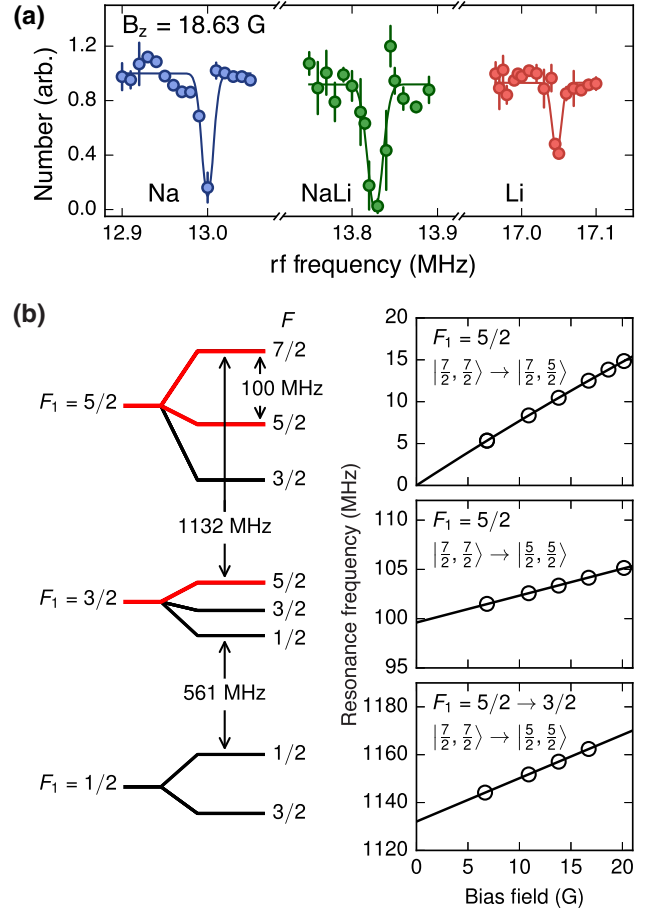 (a)
B_z = 18.63 G
Number (arb.)
1.2
0.8
0.4
0.0
Na
NaLi
Li
12.9
13.0
13.8
13.9
17.0
17.1
rf frequency (MHz)
(b)
F
7/2
100 MHz
F₁ = 5/2
5/2
3/2
1132 MHz
5/2
F₁ = 3/2
3/2
1/2
561 MHz
1/2
F₁ = 1/2
3/2
Resonance frequency (MHz)
20
15
10
5
0
F₁ = 5/2
|7/2, 7/2⟩ → |7/2, 5/2⟩
110
105
100
95
F₁ = 5/2
|7/2, 7/2⟩ → |5/2, 5/2⟩
1180
1160
1140
1120
F₁ = 5/2 → 3/2
|7/2, 7/2⟩ → |5/2, 5/2⟩
0
5
10
15
20
Bias field (G)